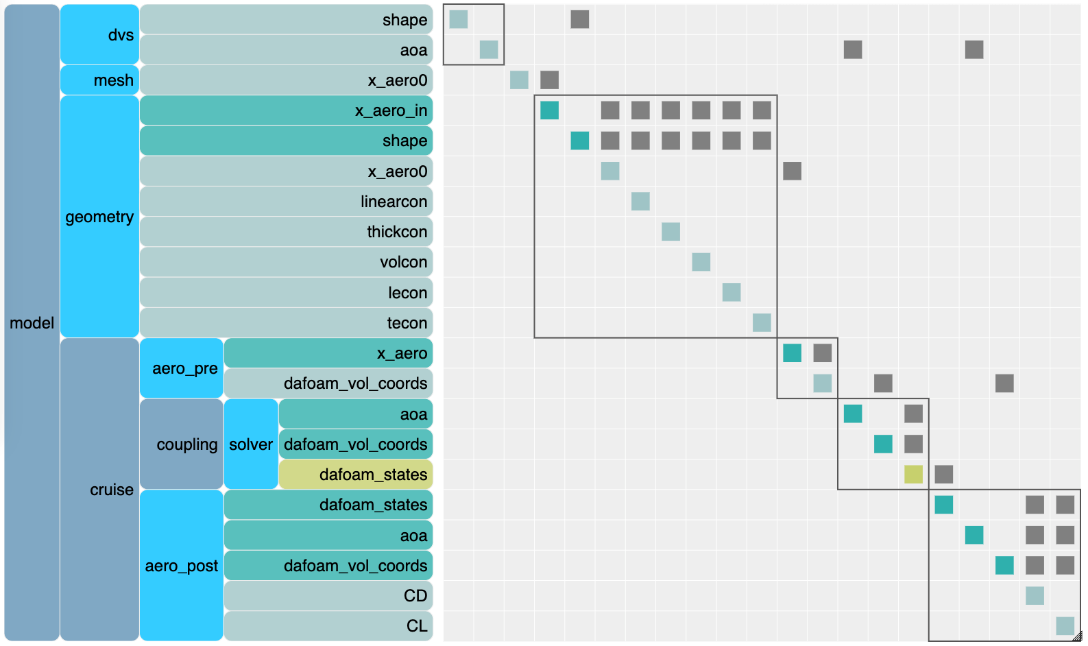 shape
dvs
aoa
mesh
x_aero0
x_aero_in
shape
x_aero0
linearcon
geometry
thickcon
volcon
lecon
tecon
model
x_aero
aero_pre
dafoam_vol_coords
aoa
coupling
solver
dafoam_vol_coords
dafoam_states
cruise
dafoam_states
aoa
aero_post
dafoam_vol_coords
CD
CL